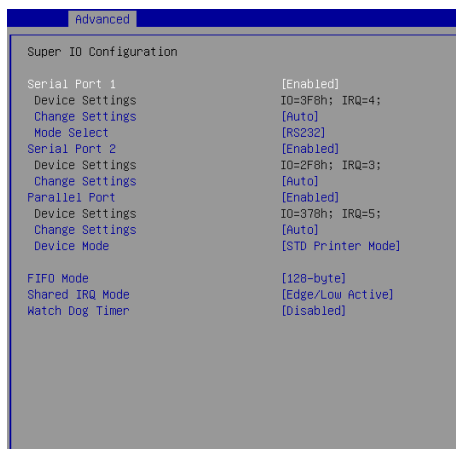 Advanced
Super IO Configuration
Serial Port 1 [Enabled]
Device Settings IO=3F8h; IRQ=4;
Change Settings [Auto]
Mode Select [RS232]
Serial Port 2 [Enabled]
Device Settings IO=2F8h; IRQ=3;
Change Settings [Auto]
Parallel Port [Enabled]
Device Settings IO=378h; IRQ=5;
Change Settings [Auto]
Device Mode [STD Printer Mode]
FIFO Mode [128-byte]
Shared IRQ Mode [Edge/Low Active]
Watch Dog Timer [Disabled]